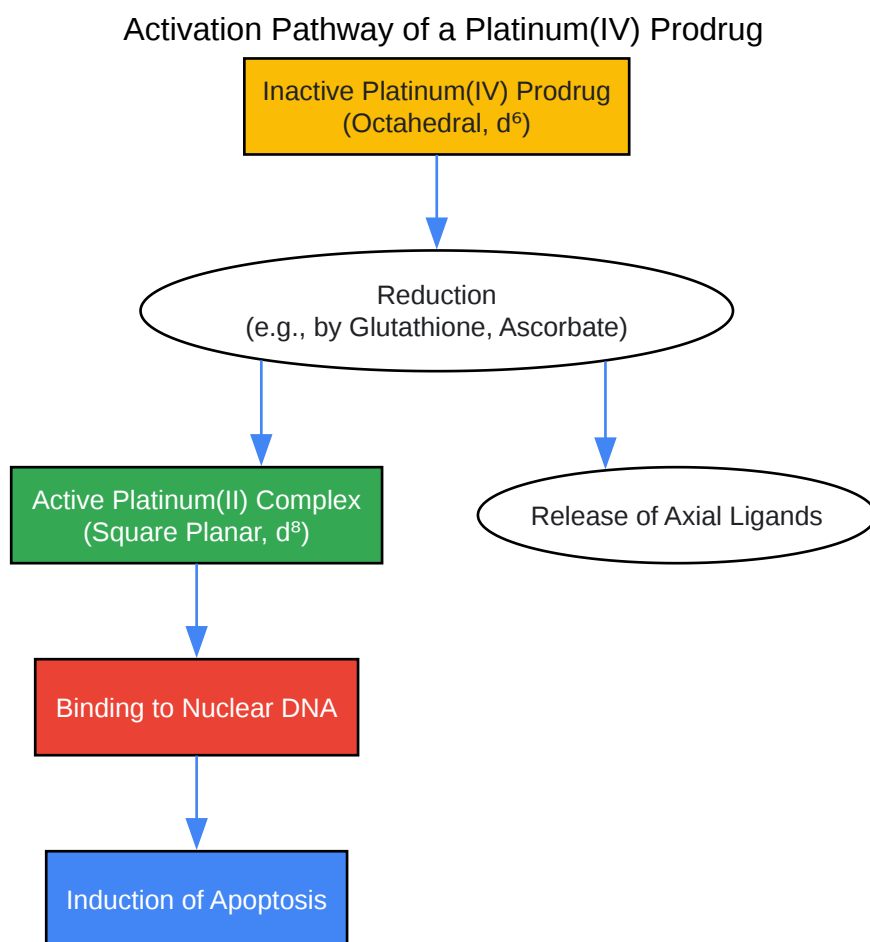 Activation Pathway of a Platinum(IV) Prodrug
Inactive Platinum(IV) Prodrug
(Octahedral, d⁶)
Reduction
(e.g., by Glutathione, Ascorbate)
Active Platinum(II) Complex
(Square Planar, d⁸)
Release of Axial Ligands
Binding to Nuclear DNA
Induction of Apoptosis